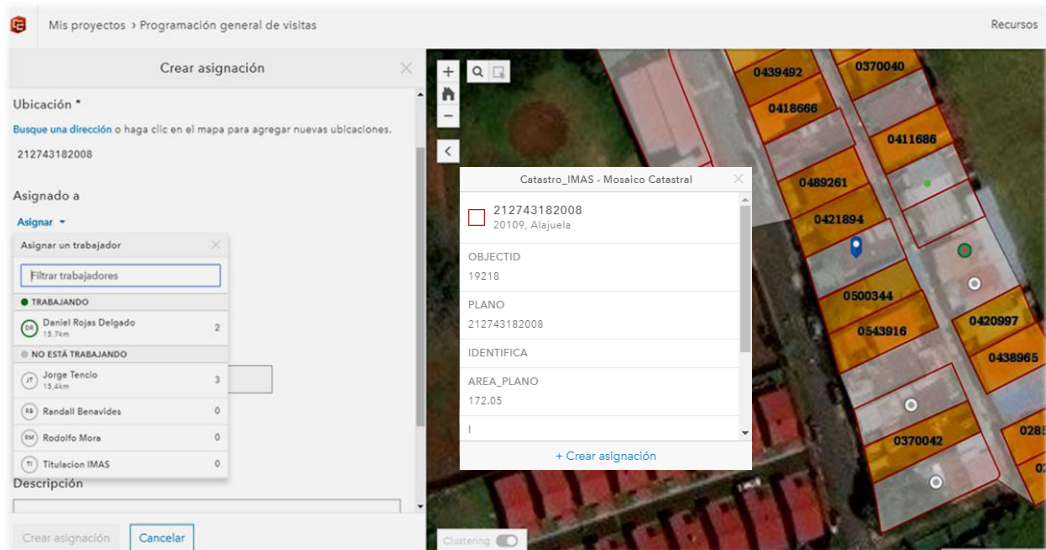 Mis proyectos › Programación general de visitas
Recursos
Crear asignación
Ubicación *
Busque una dirección o haga clic en el mapa para agregar nuevas ubicaciones.
212743182008
Asignado a
Asignar
Asignar un trabajador
Filtrar trabajadores
TRABAJANDO
DR
Daniel Rojas Delgado
2
15.7km
NO ESTÁ TRABAJANDO
JT
Jorge Tencio
3
15.4km
RB
Randall Benavides
0
RM
Rodolfo Mora
0
TI
Titulacion IMAS
0
Descripción
Crear asignación
Cancelar
Catastro_IMAS - Mosaico Catastral
212743182008
20109, Alajuela
OBJECTID
19218
PLANO
212743182008
IDENTIFICA
AREA_PLANO
172.05
I
+ Crear asignación
Clustering
0439492
0370040
0418666
0411686
0489261
0421894
0500344
0543916
0420997
0438965
0370042
028
02